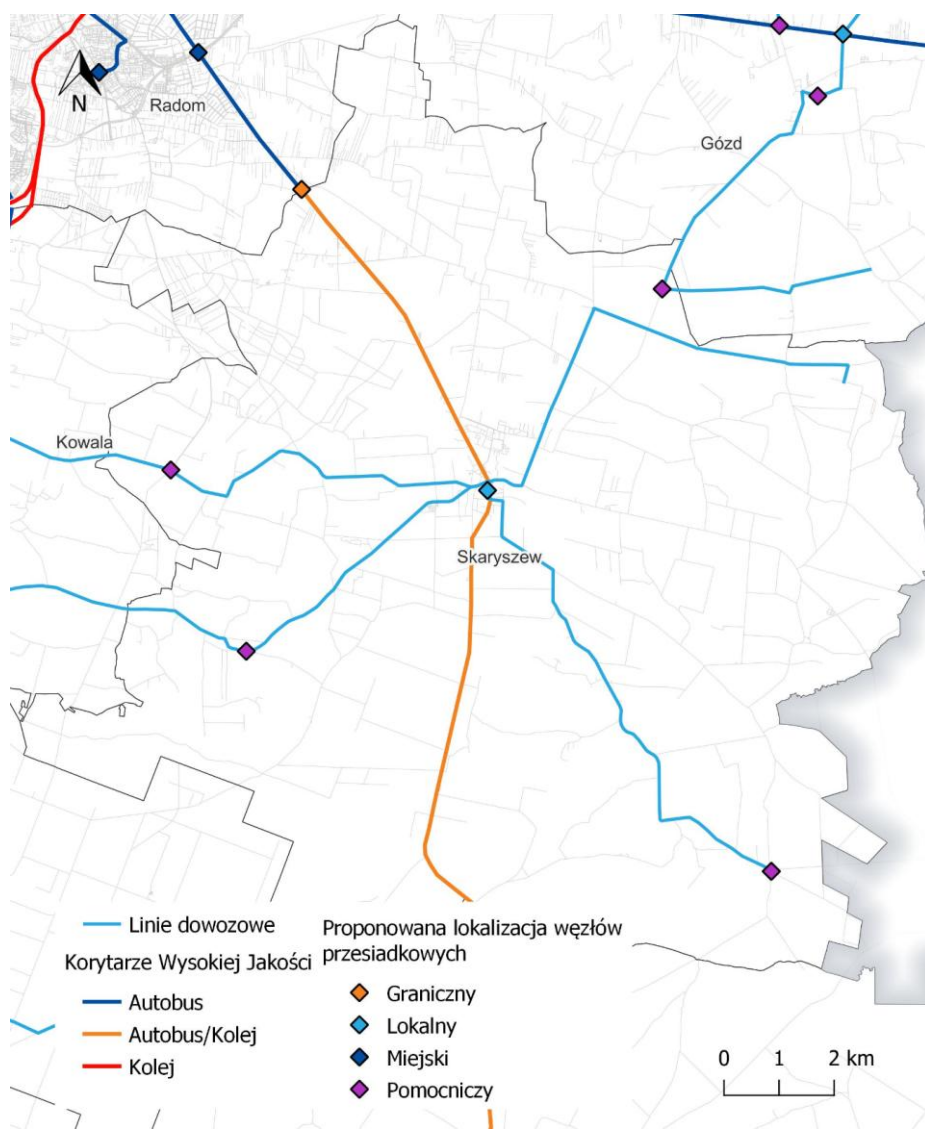 Radom
N
Gózd
Kowala
Skaryszew
Linie dowozowe
Korytarze Wysokiej Jakości
Autobus
Autobus/Kolej
Kolej
Proponowana lokalizacja węzłów
przesiadkowych
Graniczny
Lokalny
Miejski
Pomocniczy
0 1 2 km